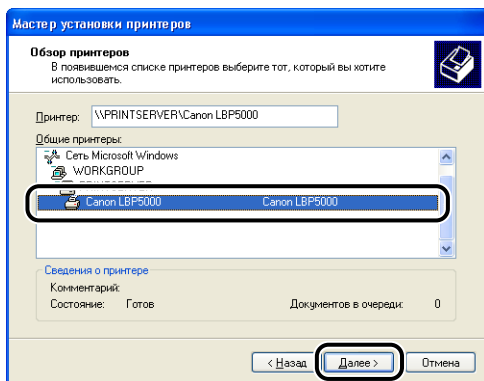 Мастер установки принтеров
Обзор принтеров
В появившемся списке принтеров выберите тот, который вы хотите
использовать.
Принтер: \\PRINTSERVER\Canon LBP5000
Общие принтеры:
Сеть Microsoft Windows
WORKGROUP
Canon LBP5000 Canon LBP5000
Сведения о принтере
Комментарий:
Состояние: Готов Документов в очереди: 0
< Назад Далее > Отмена